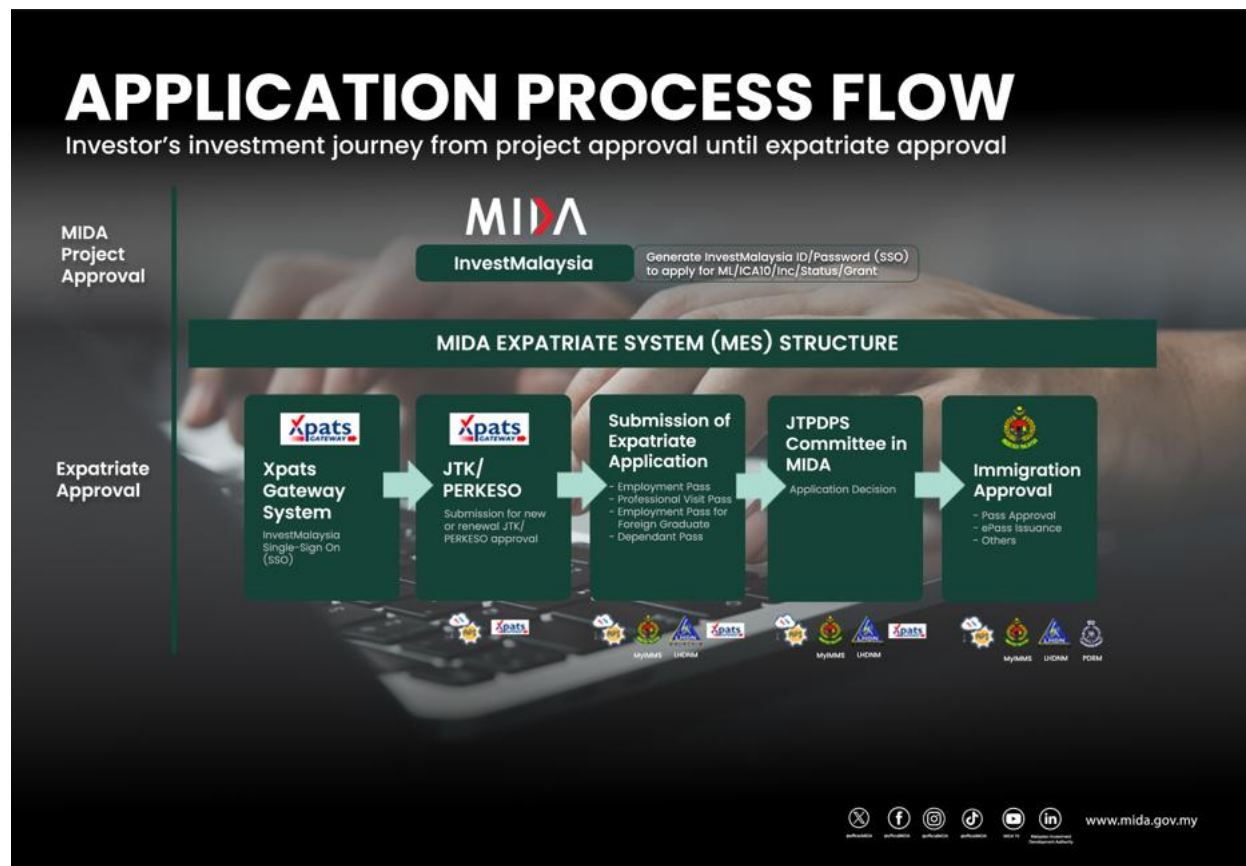 APPLICATION PROCESS FLOW
Investor's investment journey from project approval until expatriate approval
MIDA
Project
Approval
MIDA
InvestMalaysia
Generate InvestMalaysia ID/Password (SSO)
to apply for ML/ICA10/Inc/Status/Grant
MIDA EXPATRIATE SYSTEM (MES) STRUCTURE
Expatriate
Approval
Xpats
GATEWAY
Xpats
Gateway
System
InvestMalaysia
Single-Sign On
(SSO)
Xpats
GATEWAY
JTK/
PERKESO
Submission for new
or renewal JTK/
PERKESO approval
Xpats
Submission of
Expatriate
Application
- Employment Pass
- Professional Visit Pass
- Employment Pass for
Foreign Graduate
- Dependant Pass
Xpats
MyIMMS LHDNM
JTPDPS
Committee in
MIDA
Application Decision
Xpats
MyIMMS LHDNM
Immigration
Approval
- Pass Approval
- ePass Issuance
- Others
MyIMMS LHDNM PDRM
www.mida.gov.my